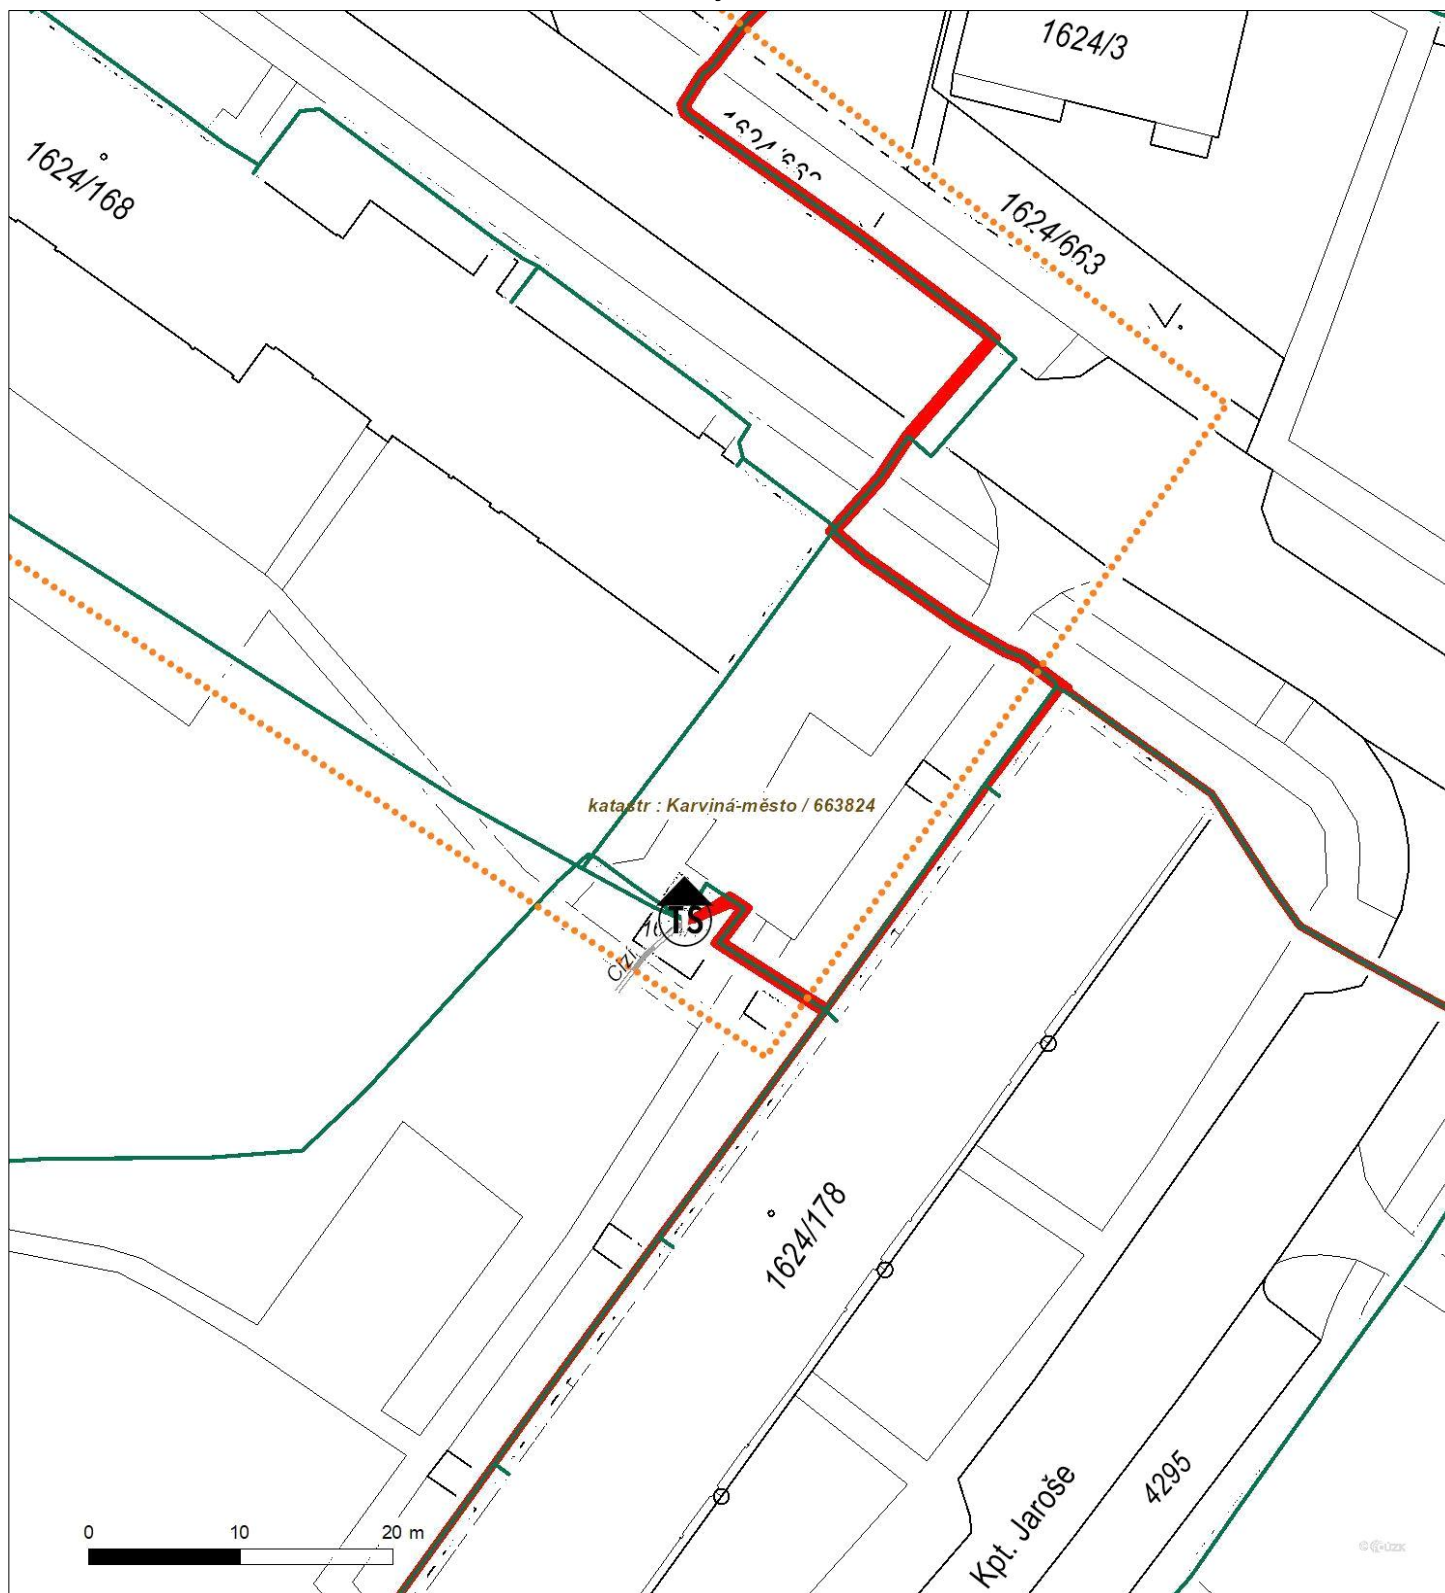 1624/3
1624/168
1624/663
katastr : Karviná-město / 663824
TS
Cizí
1624/178
Kpt. Jaroše
4295
0 10 20 m